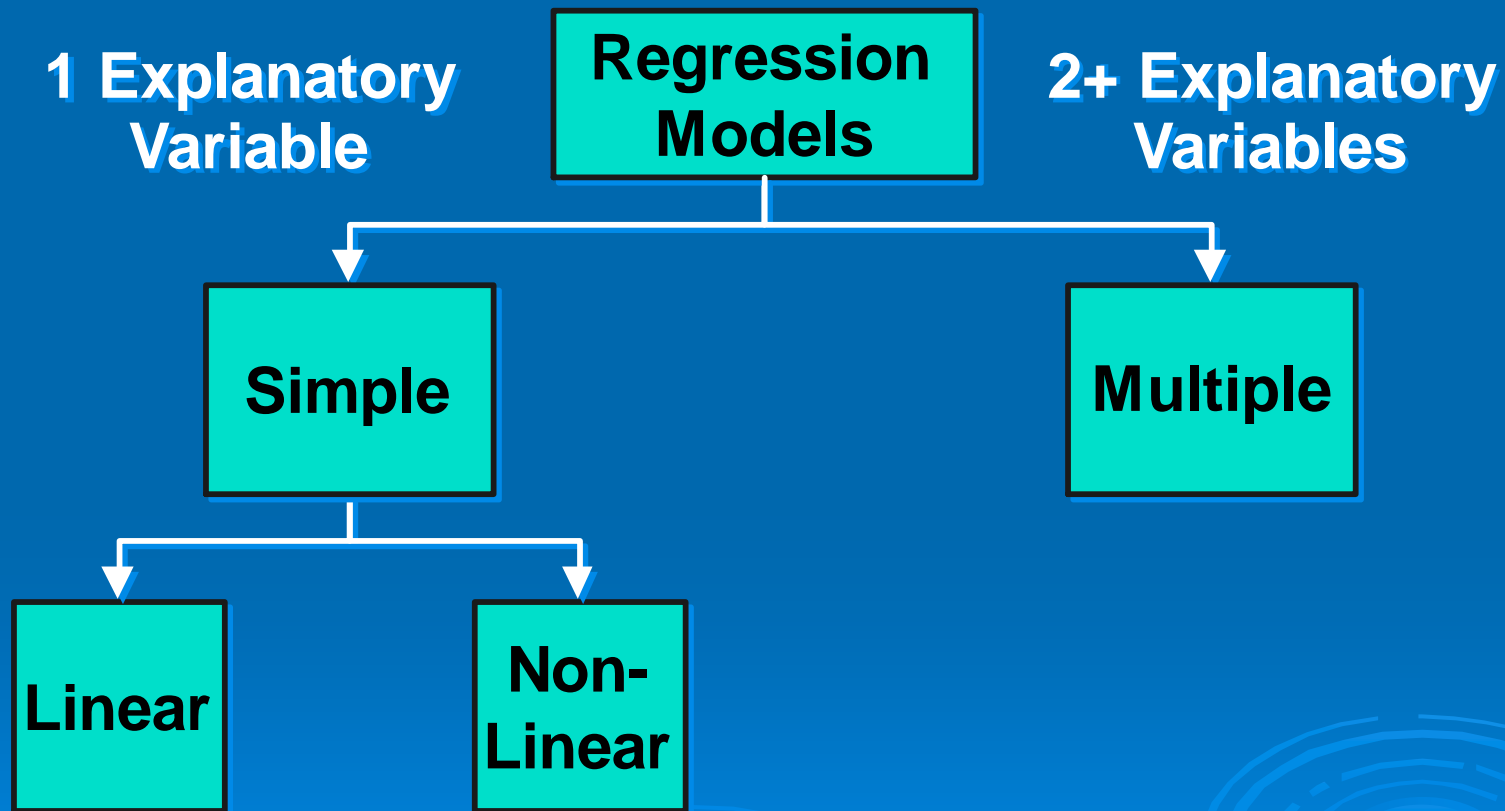 1 Explanatory
Variable
Regression
Models
2+ Explanatory
Variables
Simple
Multiple
Linear
Non-
Linear